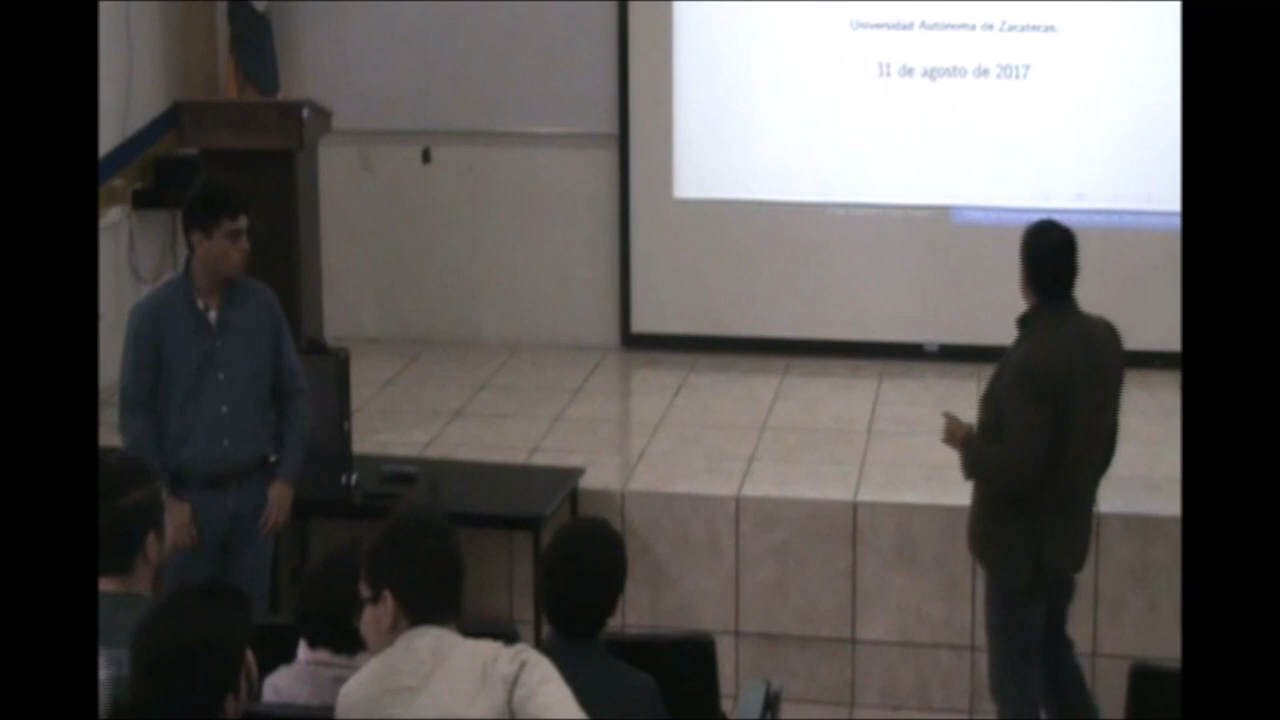 Universidad Autónoma de Zacatecas.
31 de agosto de 2017